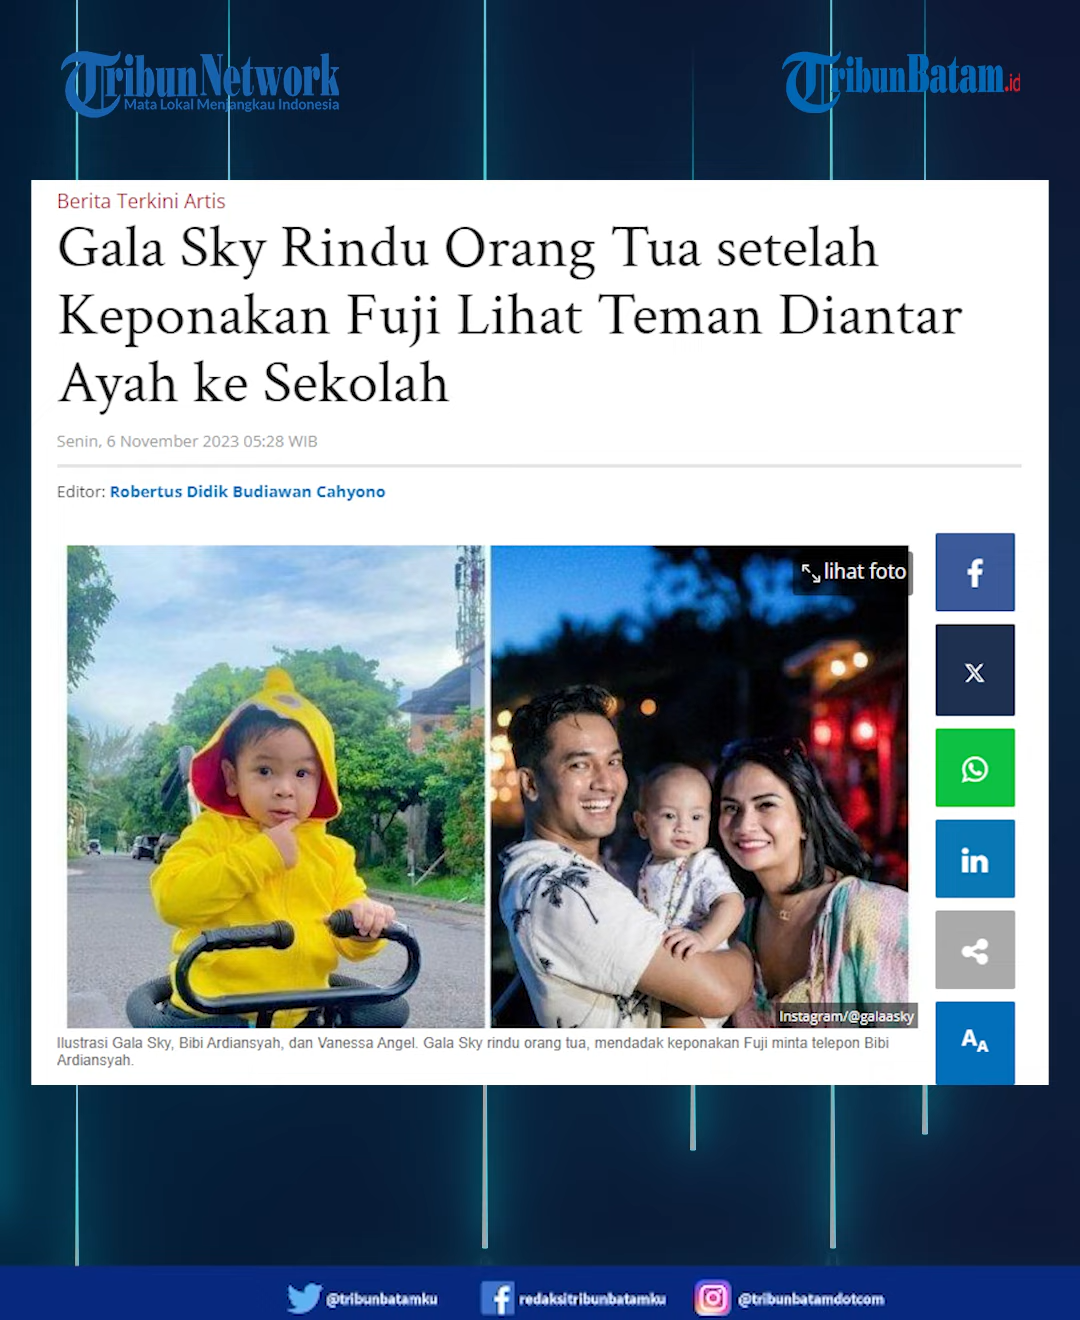 TribunNetwork
Mata Lokal Menjangkau Indonesia
TribunBatam.id
Berita Terkini Artis
Gala Sky Rindu Orang Tua setelah
Keponakan Fuji Lihat Teman Diantar
Ayah ke Sekolah
Senin, 6 November 2023 05:28 WIB
Editor: Robertus Didik Budiawan Cahyono
lihat foto
Instagram/@galaasky
Ilustrasi Gala Sky, Bibi Ardiansyah, dan Vanessa Angel. Gala Sky rindu orang tua, mendadak keponakan Fuji minta telepon Bibi
Ardiansyah.
AA
@tribunbatamku
redaksitribunbatamku
@tribunbatamdotcom